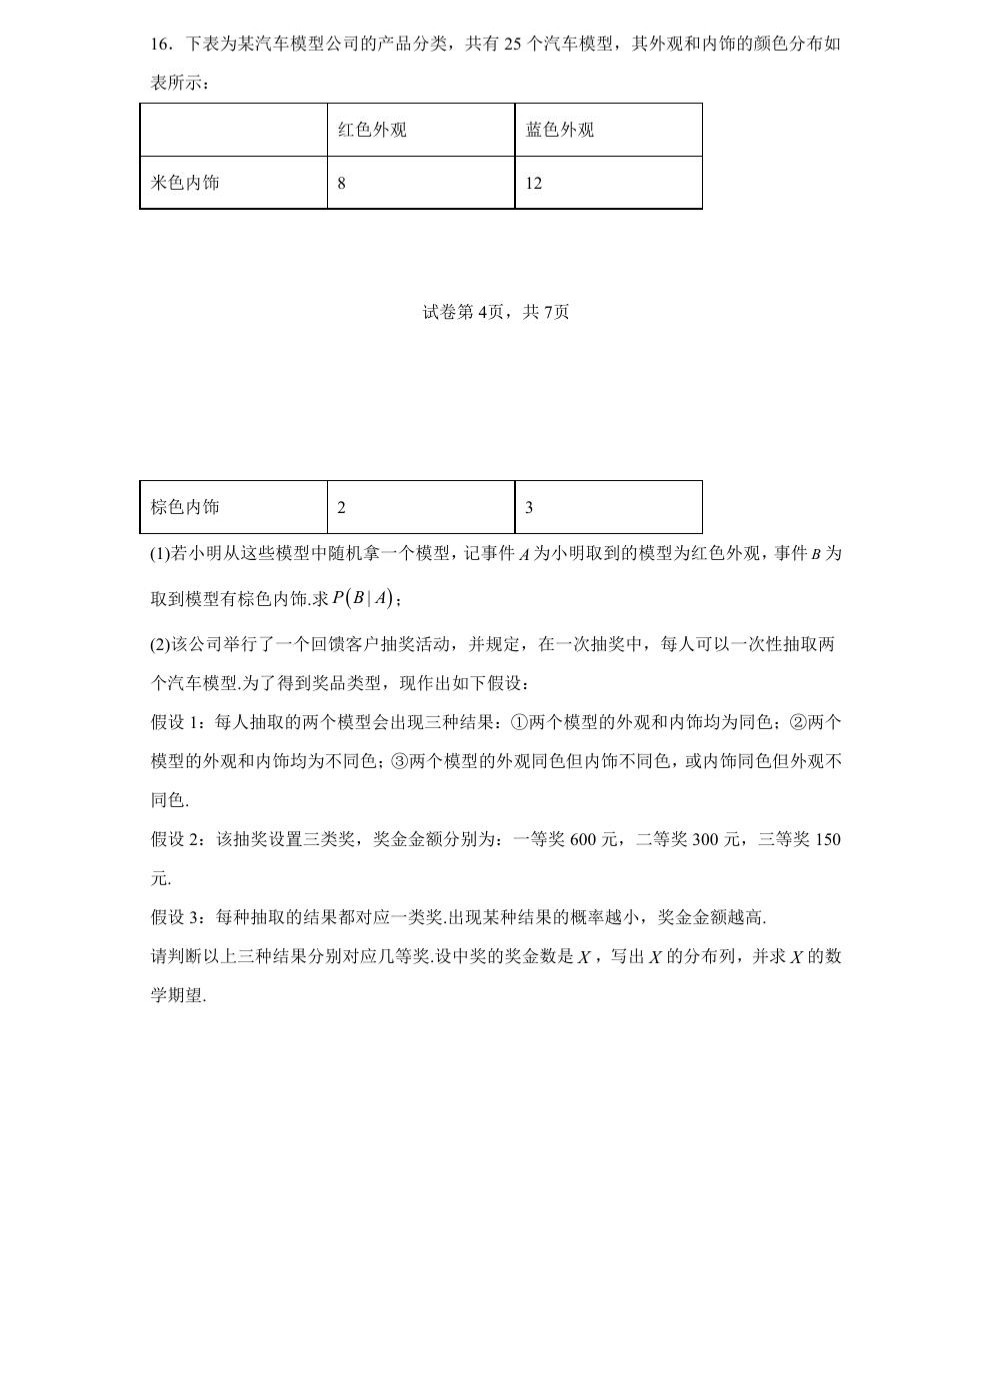 16．下表为某汽车模型公司的产品分类，共有 25 个汽车模型，其外观和内饰的颜色分布如
表所示：
红色外观 蓝色外观
米色内饰 8 12
试卷第 4页，共 7页
棕色内饰 2 3
(1)若小明从这些模型中随机拿一个模型，记事件 A 为小明取到的模型为红色外观，事件 B 为
取到模型有棕色内饰.求 P(B | A)；
(2)该公司举行了一个回馈客户抽奖活动，并规定，在一次抽奖中，每人可以一次性抽取两
个汽车模型.为了得到奖品类型，现作出如下假设：
假设 1：每人抽取的两个模型会出现三种结果：①两个模型的外观和内饰均为同色；②两个
模型的外观和内饰均为不同色；③两个模型的外观同色但内饰不同色，或内饰同色但外观不
同色.
假设 2：该抽奖设置三类奖，奖金金额分别为：一等奖 600 元，二等奖 300 元，三等奖 150
元.
假设 3：每种抽取的结果都对应一类奖.出现某种结果的概率越小，奖金金额越高.
请判断以上三种结果分别对应几等奖.设中奖的奖金数是 X ，写出 X 的分布列，并求 X 的数
学期望.